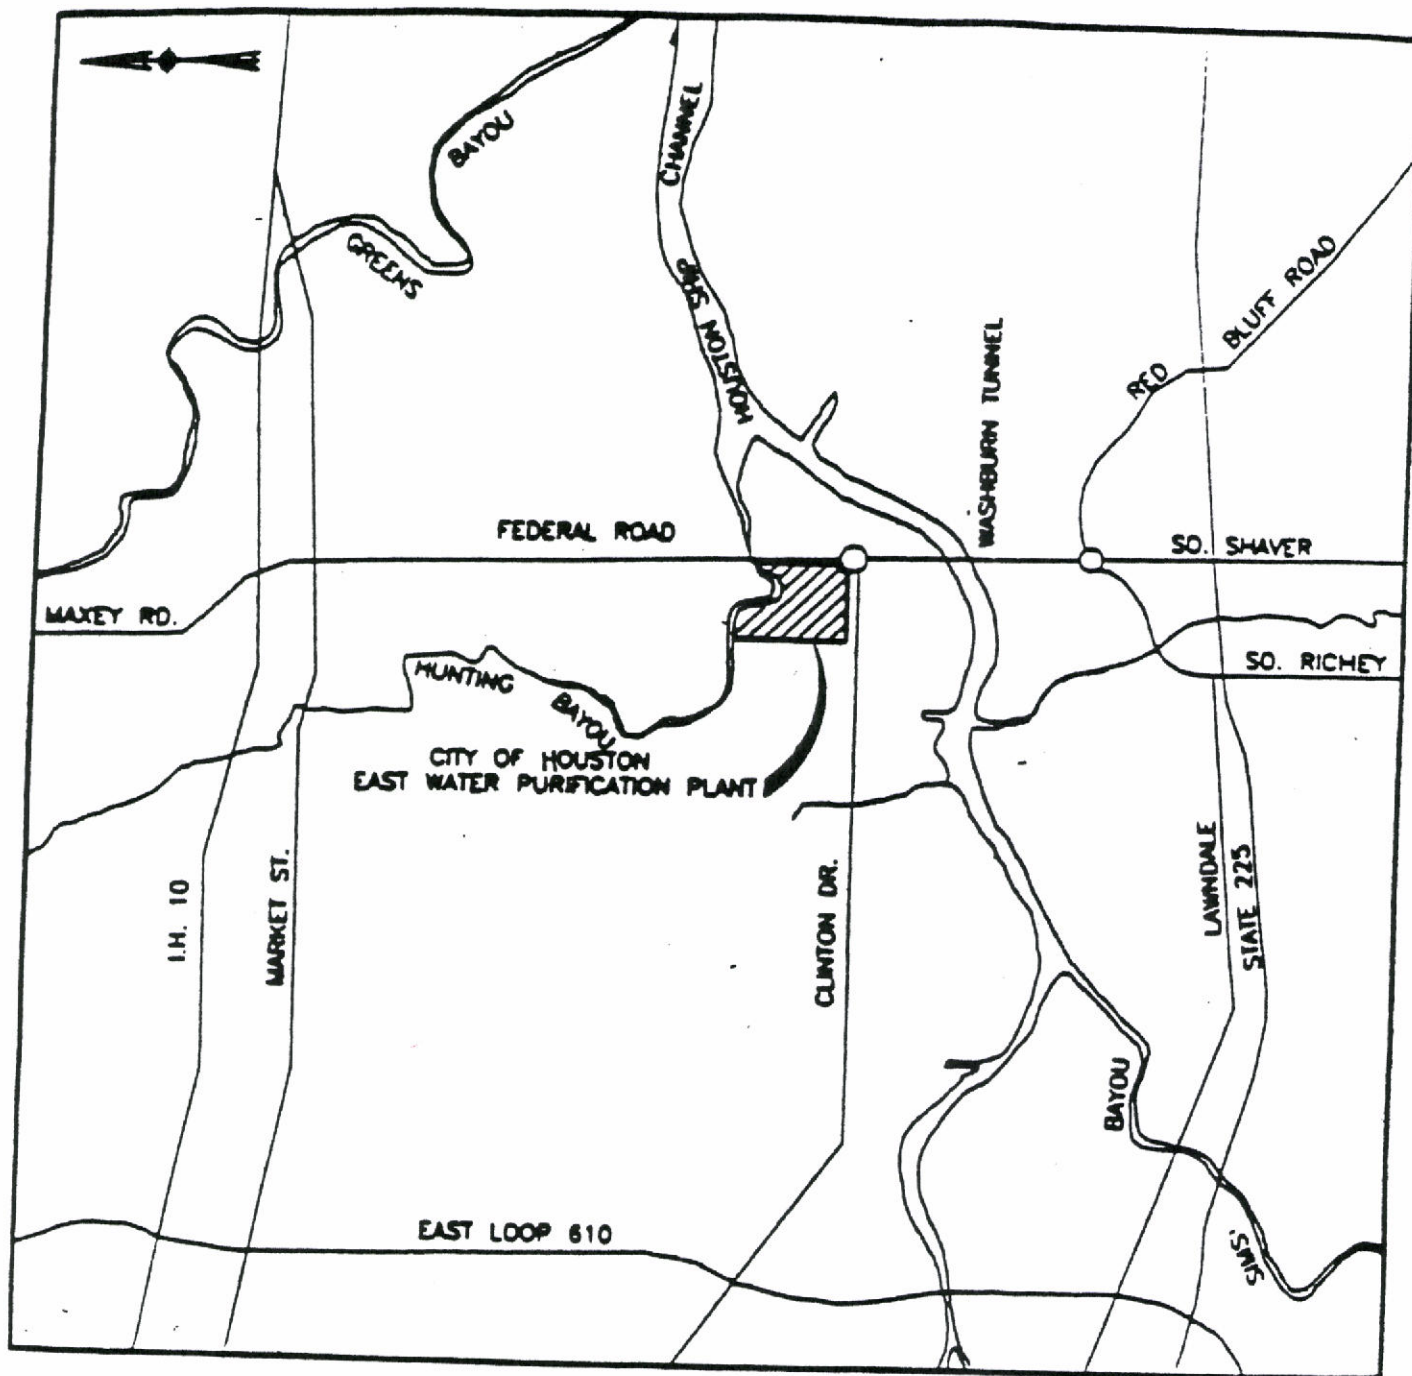 BAYOU
GREENS
CHANNEL
HOUSTON SHIP
WASHBURN TUNNEL
RED BLUFF ROAD
FEDERAL ROAD
SO. SHAVER
MAXEY RD.
SO. RICHEY
HUNTING
BAYOU
CITY OF HOUSTON
EAST WATER PURIFICATION PLANT
I.H. 10
MARKET ST.
CLINTON DR.
LAWNDALE
STATE 225
BAYOU
SIMS
EAST LOOP 610